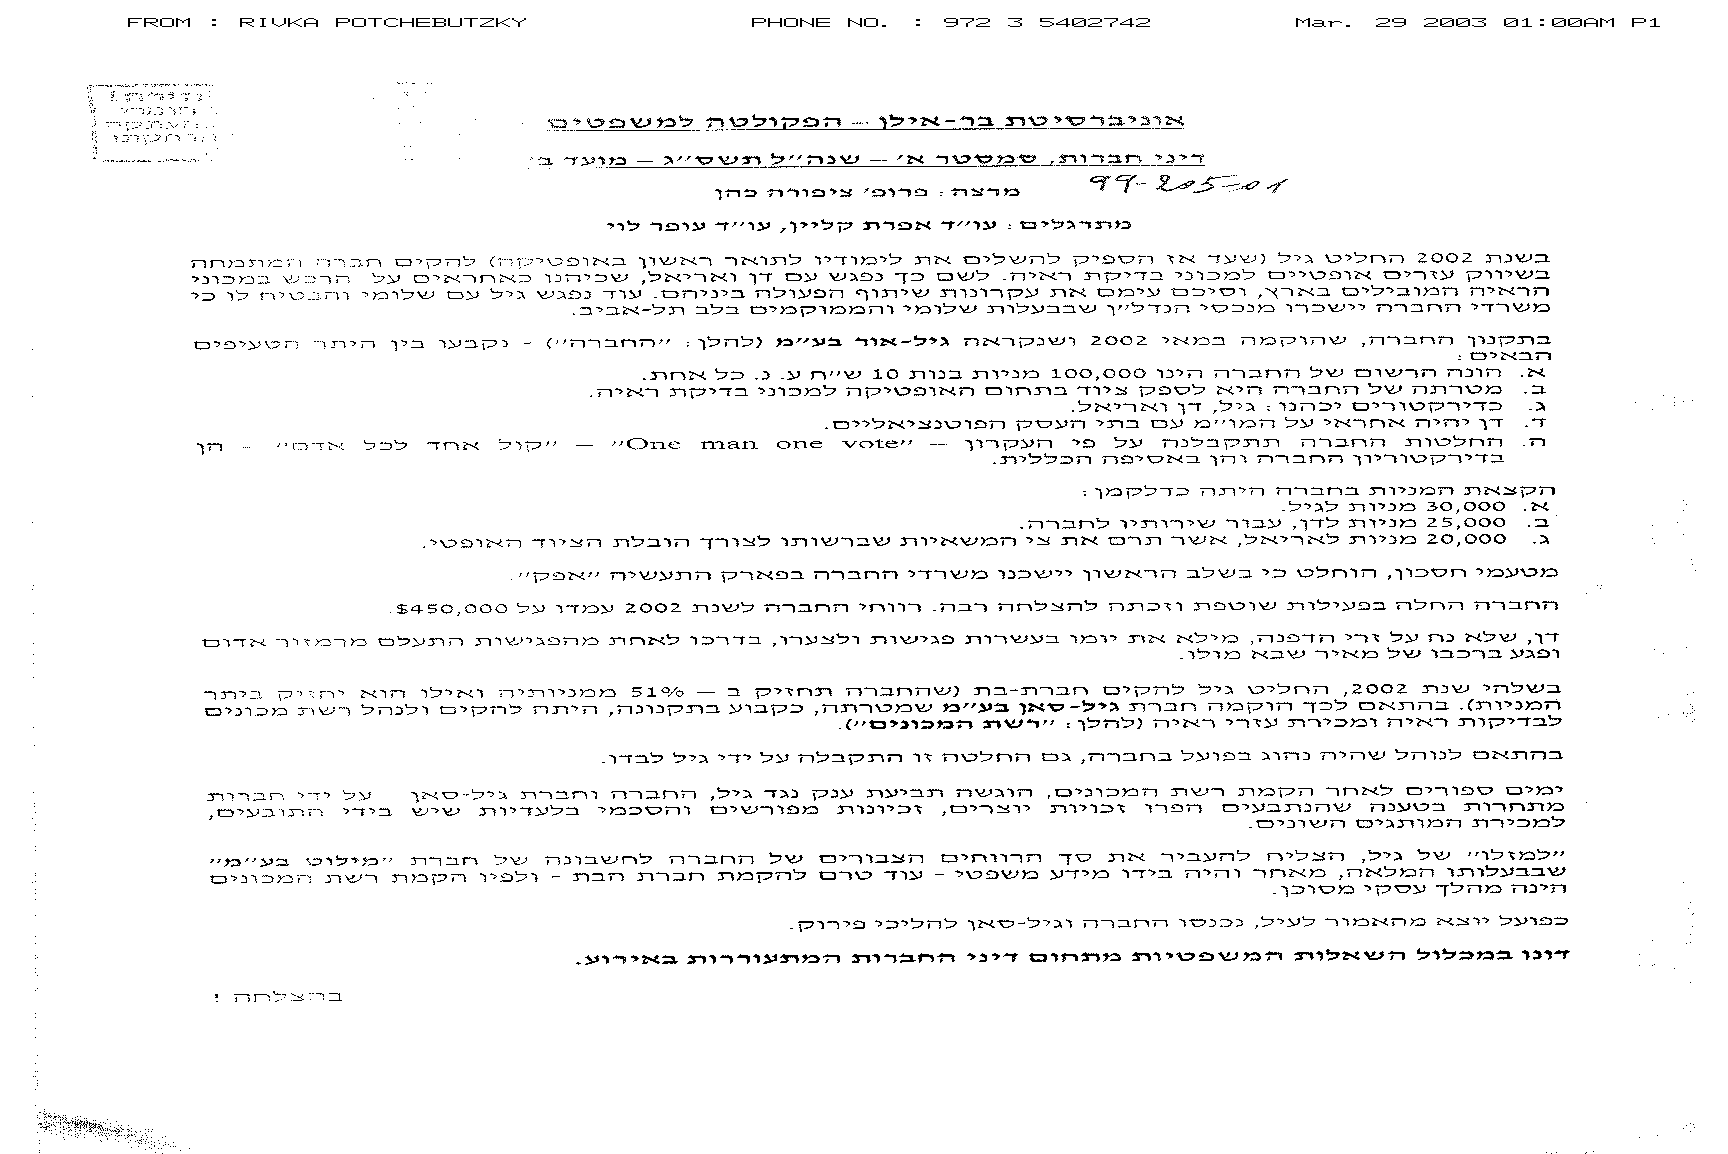 FROM : RIVKA POTCHEBUTZKY PHONE NO. : 972 3 5402742 Mar. 29 2003 01:00AM P1
אוניברסיטת בר-אילן – הפקולטה למשפטים
דיני חברות, סמסטר א' – שנה"ל תשס"ג – מועד ב'
99-205-01
מרצה: פרופ' ציפורה כהן
מתרגלים: עו"ד אפרת קליין, עו"ד עופר לוי
בשנת 2002 החליט גיל (שעד אז הספיק להשלים את לימודיו לתואר ראשון באופטיקה) להקים חברה המתמחה
בשיווק עזרים אופטיים למכוני בדיקת ראיה. לשם כך נפגש עם דן ואריאל, שכיהנו כאחראים על הרכש במכוני
הראיה המובילים בארץ, וסיכם עימם את עקרונות שיתוף הפעולה ביניהם. עוד נפגש גיל עם שלומי והבטיח לו כי
משרדי החברה יישכרו מנכסי הנדל"ן שבבעלות שלומי והממוקמים בלב תל-אביב.
בתקנון החברה, שהוקמה במאי 2002 ושנקראה גיל-אור בע"מ (להלן: "החברה") - נקבעו בין היתר הסעיפים
הבאים:
א. הונה הרשום של החברה הינו 100,000 מניות בנות 10 ש"ח ע. נ. כל אחת.
ב. מטרתה של החברה היא לספק ציוד בתחום האופטיקה למכוני בדיקת ראיה.
ג. כדירקטורים יכהנו: גיל, דן ואריאל.
ד. דן יהיה אחראי על המו"מ עם בתי העסק הפוטנציאליים.
ה. החלטות החברה תתקבלנה על פי העקרון – "One man one vote" – "קול אחד לכל אדם" - הן
בדירקטוריון החברה והן באסיפה הכללית.
הקצאת המניות בחברה היתה כדלקמן:
א. 30,000 מניות לגיל.
ב. 25,000 מניות לדן, עבור שירותיו לחברה.
ג. 20,000 מניות לאריאל, אשר תרם את צי המשאיות שברשותו לצורך הובלת הציוד האופטי.
מטעמי חסכון, הוחלט כי בשלב הראשון יישכנו משרדי החברה בפארק התעשיה "אפק".
החברה החלה בפעילות שוטפת וזכתה להצלחה רבה. רווחי החברה לשנת 2002 עמדו על 450,000$.
דן, שלא נח על זרי הדפנה, מילא את יומו בעשרות פגישות ולצערו, בדרכו לאחת מהפגישות התעלם מרמזור אדום
ופגע ברכבו של מאיר שבא מולו.
בשלהי שנת 2002, החליט גיל להקים חברת-בת (שהחברה תחזיק ב – 51% ממניותיה ואילו הוא יחזיק ביתר
המניות). בהתאם לכך הוקמה חברת גיל-סאן בע"מ שמטרתה, כקבוע בתקנונה, היתה להקים ולנהל רשת מכונים
לבדיקות ראיה ומכירת עזרי ראיה (להלן: "רשת המכונים").
בהתאם לנוהל שהיה נהוג בפועל בחברה, גם החלטה זו התקבלה על ידי גיל לבדו.
ימים ספורים לאחר הקמת רשת המכונים, הוגשה תביעת ענק נגד גיל, החברה וחברת גיל-סאן על ידי חברות
מתחרות בטענה שהנתבעים הפרו זכויות יוצרים, זכיונות מפורשים והסכמי בלעדיות שיש בידי התובעים,
למכירת המותגים השונים.
"למזלו" של גיל, הצליח להעביר את סך הרווחים הצבורים של החברה לחשבונה של חברת "מילוט בע"מ"
שבבעלותו המלאה, מאחר והיה בידו מידע משפטי - עוד טרם להקמת חברת הבת - ולפיו הקמת רשת המכונים
הינה מהלך עסקי מסוכן.
כפועל יוצא מהאמור לעיל, נכנסו החברה וגיל-סאן להליכי פירוק.
דונו במכלול השאלות המשפטיות מתחום דיני החברות המתעוררות באירוע.
בהצלחה !